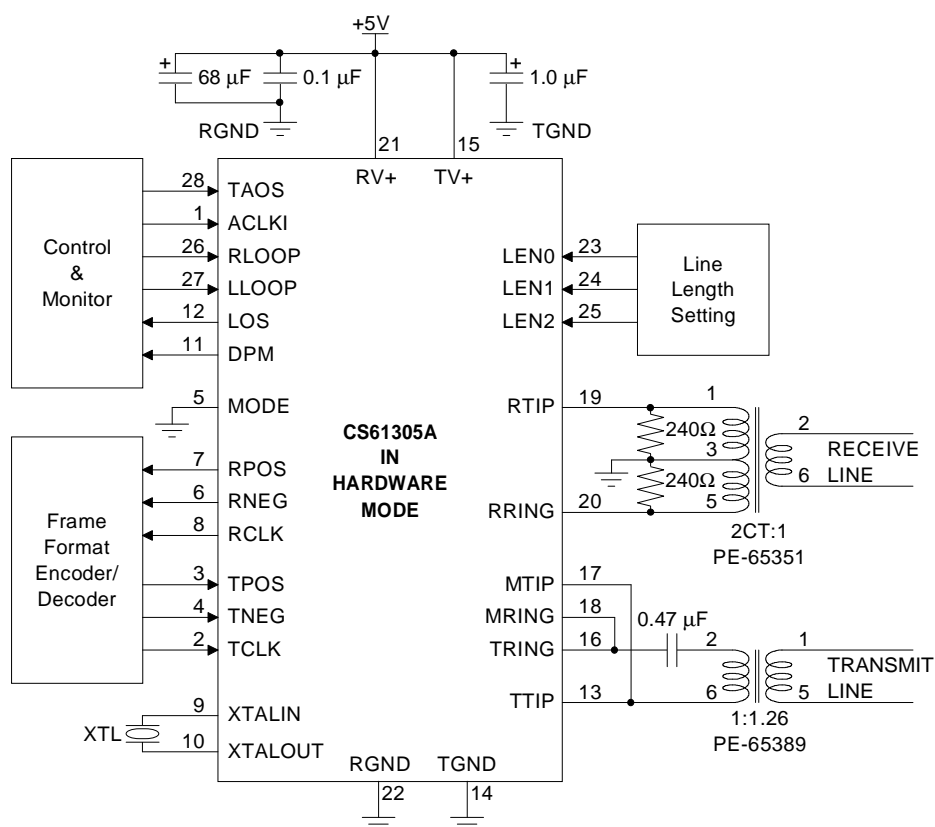 +5V
+
68 μF
0.1 μF
+
1.0 μF
RGND
TGND
21
15
RV+
TV+
Control
&
Monitor
28
TAOS
1
ACLKI
26
RLOOP
27
LLOOP
12
LOS
11
DPM
5
MODE
LEN0
23
LEN1
24
LEN2
25
Line
Length
Setting
CS61305A
IN
HARDWARE
MODE
RTIP
19
1
240Ω
3
240Ω
RRING
20
5
2
RECEIVE
6
LINE
2CT:1
PE-65351
Frame
Format
Encoder/
Decoder
7
RPOS
6
RNEG
8
RCLK
3
TPOS
4
TNEG
2
TCLK
MTIP
17
MRING
18
0.47 μF
TRING
16
2
1
TRANSMIT
TTIP
13
6
5
LINE
1:1.26
PE-65389
XTL
9
XTALIN
10
XTALOUT
RGND
TGND
22
14